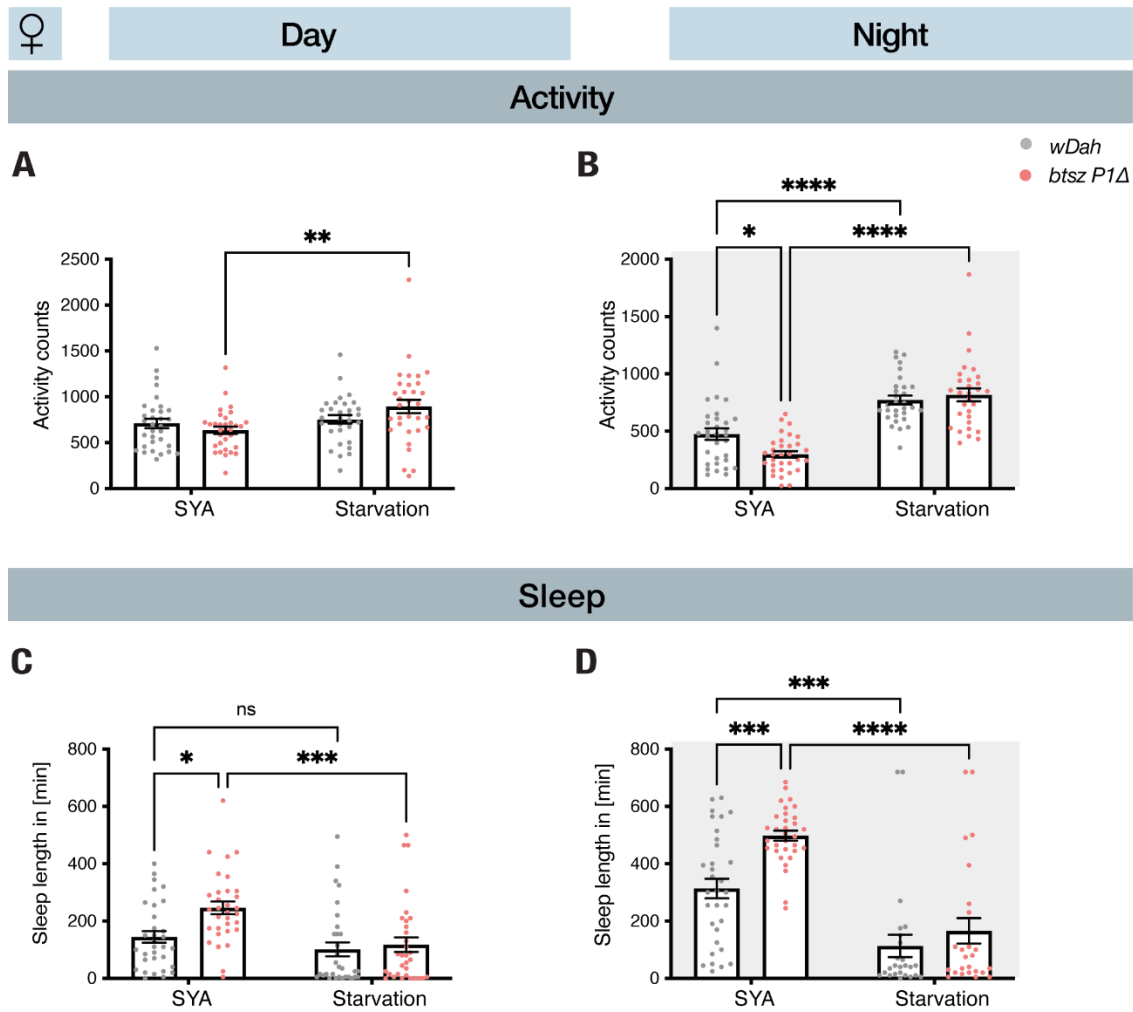 ♀ Day Night
Activity
A
B
wDah
btsz P1Δ
**
****
*
****
Activity counts
2500
2000
1500
1000
500
0
SYA Starvation
Activity counts
2000
1500
1000
500
0
SYA Starvation
Sleep
C
D
ns
*
***
Sleep length in [min]
800
600
400
200
0
SYA Starvation
***
***
****
Sleep length in [min]
800
600
400
200
0
SYA Starvation